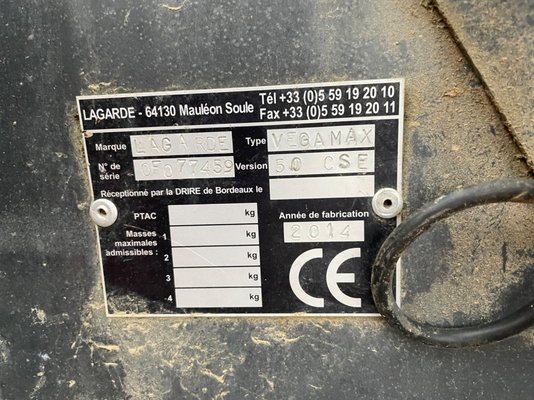 LAGARDE - 64130 Mauléon Soule Tél +33 (0)5 59 19 20 10
Fax +33 (0)5 59 19 20 11
Marque LAGARDE Type VEGAMAX
N° de série CF077459 Version 50 CSE
Réceptionné par la DRIRE de Bordeaux le
PTAC kg Année de fabrication
Masses maximales admissibles : 1 kg 2014
2 kg
3 kg
4 kg
CE